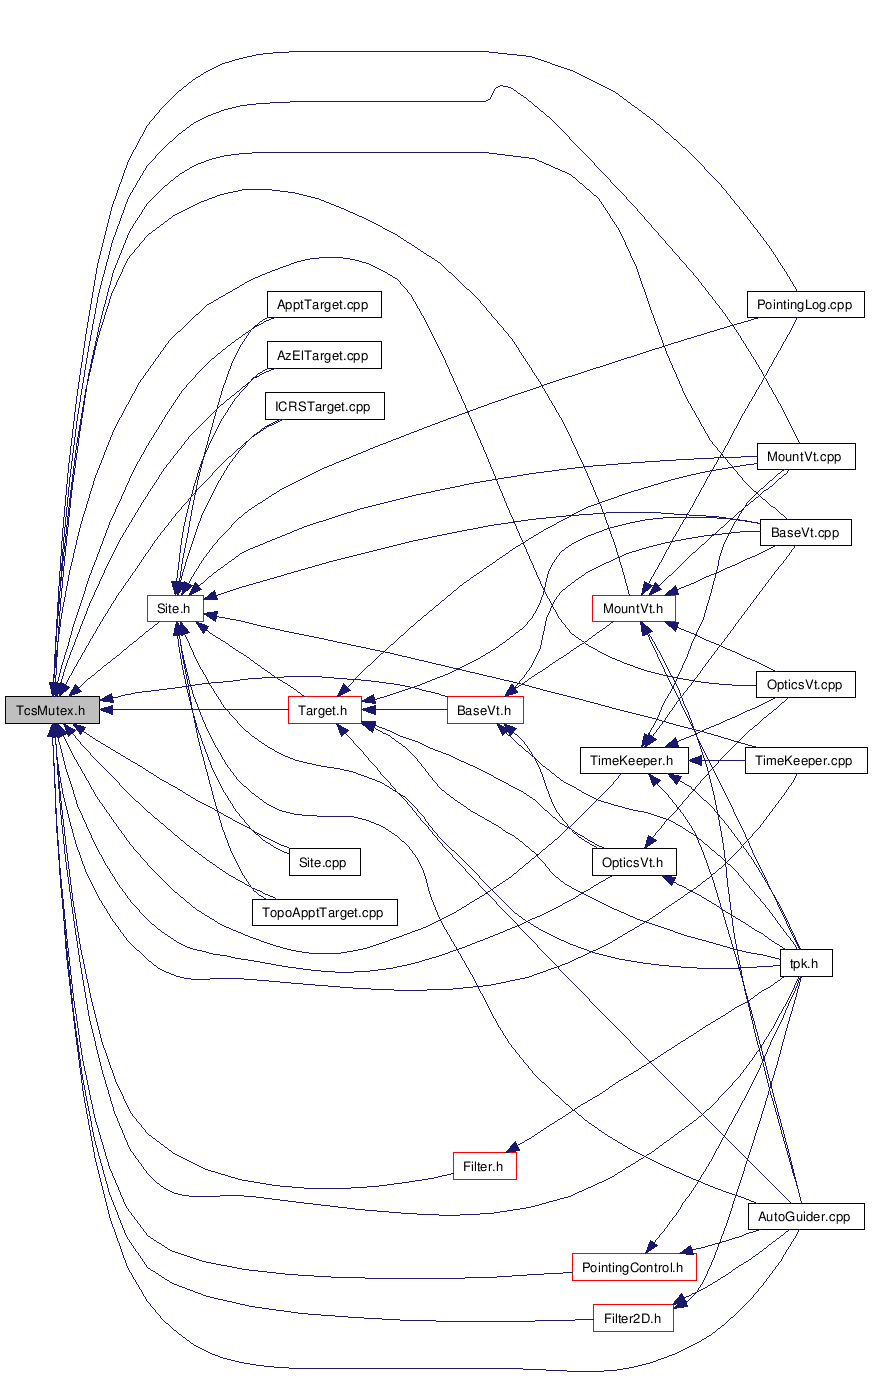 ApptTarget.cpp
PointingLog.cpp
AzElTarget.cpp
ICRSTarget.cpp
MountVt.cpp
BaseVt.cpp
Site.h
MountVt.h
OpticsVt.cpp
TcsMutex.h
Target.h
BaseVt.h
TimeKeeper.h
TimeKeeper.cpp
Site.cpp
OpticsVt.h
TopoApptTarget.cpp
tpk.h
Filter.h
AutoGuider.cpp
PointingControl.h
Filter2D.h